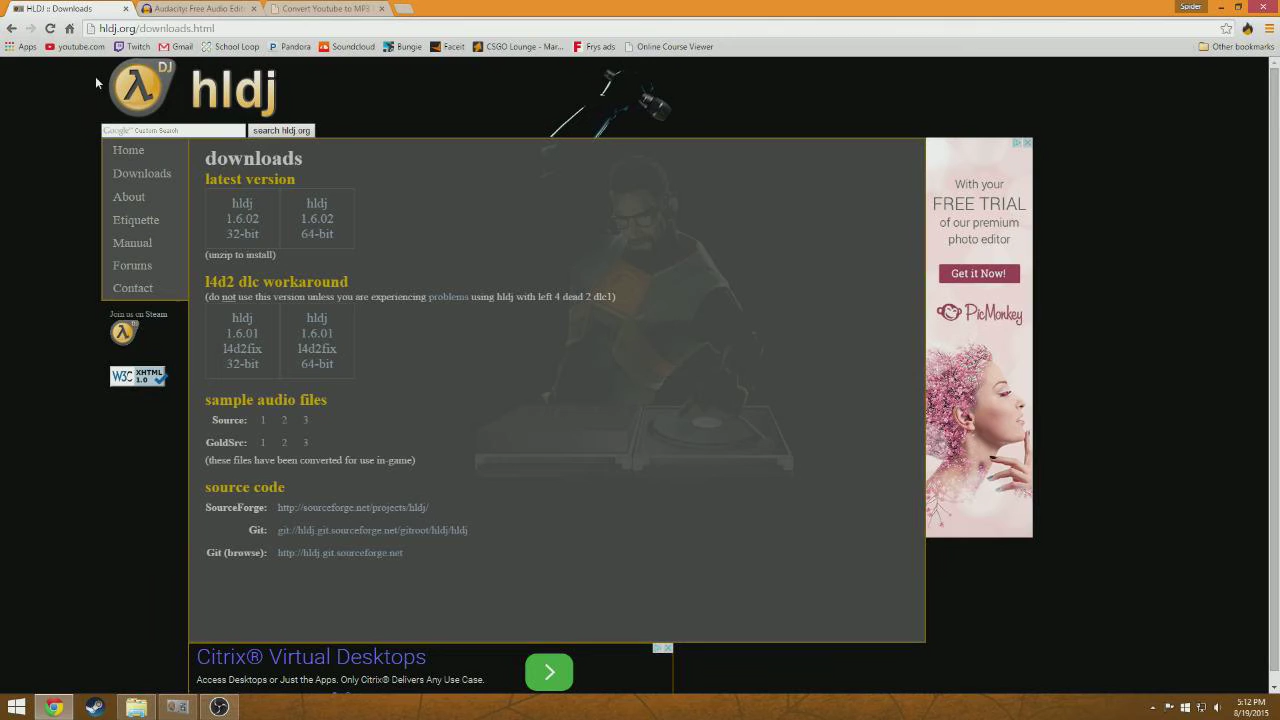 HLDJ :: Downloads
Audacity: Free Audio Edit
Convert Youtube to MP3
Spider
hldj.org/downloads.html
Apps
youtube.com
Twitch
Gmail
School Loop
Pandora
Soundcloud
Bungie
Faceit
CSGO Lounge - Mar...
Frys ads
Online Course Viewer
Other bookmarks
DJ
hldj
Google™ Custom Search
search hldj.org
Home
Downloads
About
Etiquette
Manual
Forums
Contact
Join us on Steam
DJ
W3C XHTML 1.0
downloads
latest version
hldj
1.6.02
32-bit
hldj
1.6.02
64-bit
(unzip to install)
l4d2 dlc workaround
(do not use this version unless you are experiencing problems using hldj with left 4 dead 2 dlc1)
hldj
1.6.01
l4d2fix
32-bit
hldj
1.6.01
l4d2fix
64-bit
sample audio files
Source: 1 2 3
GoldSrc: 1 2 3
(these files have been converted for use in-game)
source code
SourceForge: http://sourceforge.net/projects/hldj/
Git: git://hldj.git.sourceforge.net/gitroot/hldj/hldj
Git (browse): http://hldj.git.sourceforge.net
With your
FREE TRIAL
of our premium
photo editor
Get it Now!
PicMonkey
Citrix® Virtual Desktops
Access Desktops or Just the Apps. Only Citrix® Delivers Any Use Case.
5:12 PM
8/19/2015